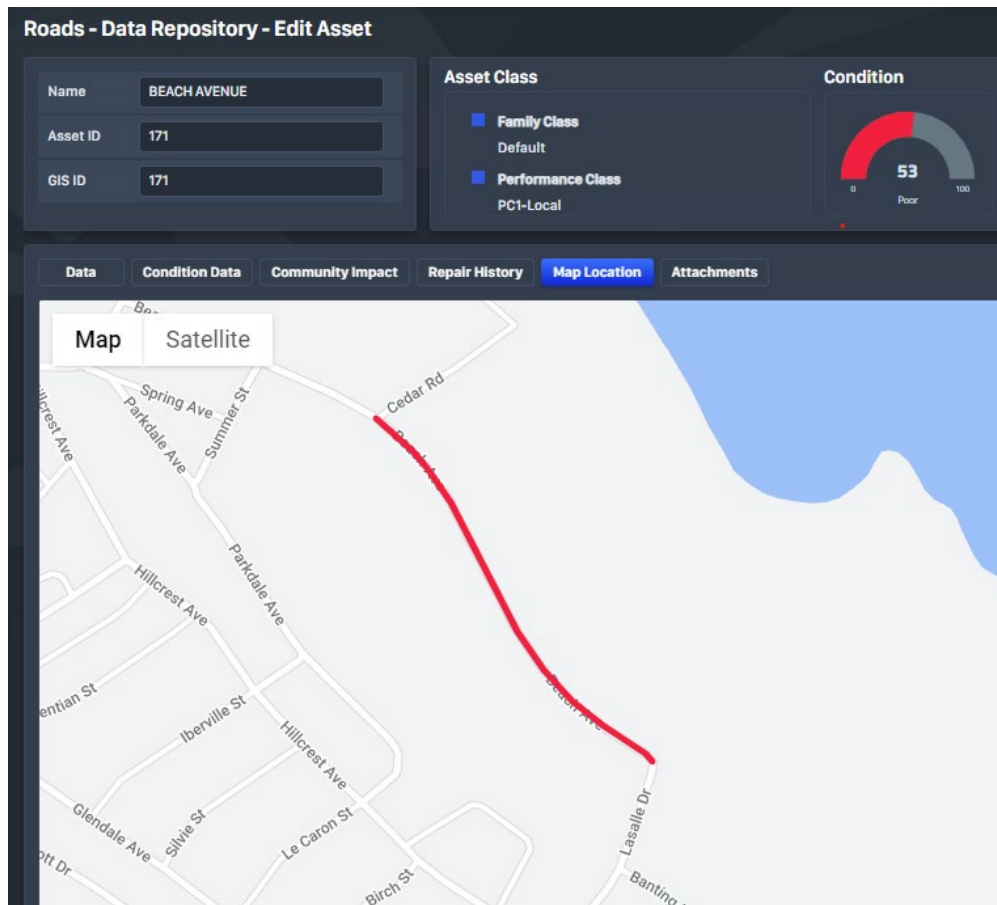 Roads - Data Repository - Edit Asset
Name BEACH AVENUE
Asset ID 171
GIS ID 171
Asset Class
Family Class
Default
Performance Class
PC1-Local
Condition
53
0 100
Poor
Data Condition Data Community Impact Repair History Map Location Attachments
Map Satellite
Cedar Rd
Spring Ave
Summer St
Parkdale Ave
Beach Ave
Hillcrest Ave
Parkdale Ave
Hillcrest Ave
Beach Ave
Iberville St
Hillcrest Ave
Glendale Ave
Silvie St
Le Caron St
Lasalle Dr
Birch St